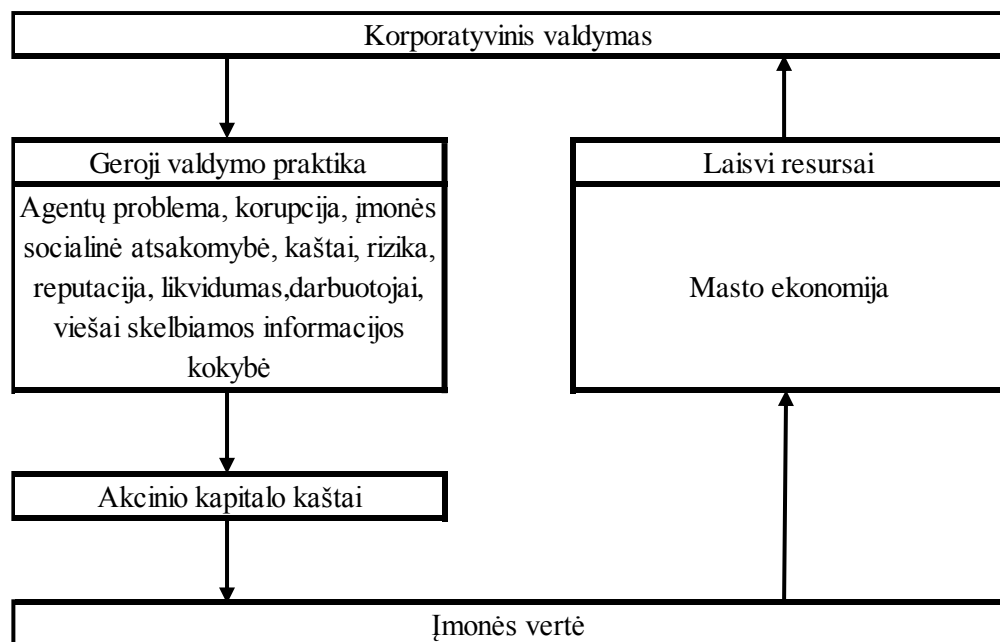 Korporatyvinis valdymas
Geroji valdymo praktika
Agentų problema, korupcija, įmonės
socialinė atsakomybė, kaštai, rizika,
reputacija, likvidumas,darbuotojai,
viešai skelbiamos informacijos
kokybė
Laisvi resursai
Masto ekonomija
Akcinio kapitalo kaštai
Įmonės vertė